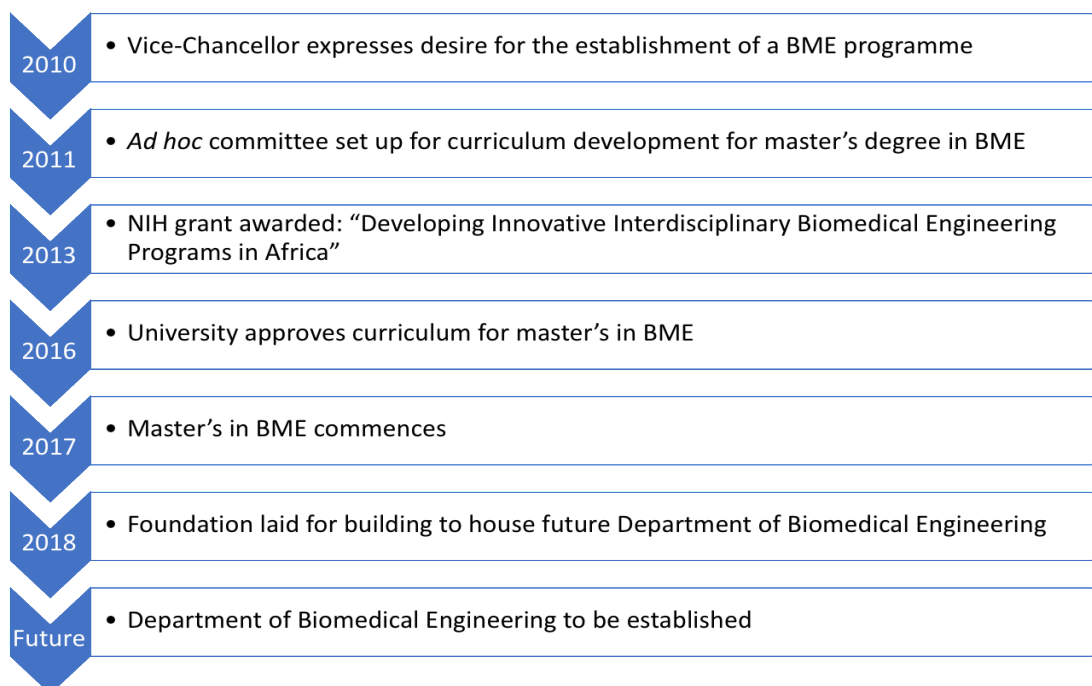 2010
• Vice-Chancellor expresses desire for the establishment of a BME programme
2011
• Ad hoc committee set up for curriculum development for master’s degree in BME
2013
• NIH grant awarded: “Developing Innovative Interdisciplinary Biomedical Engineering
Programs in Africa”
2016
• University approves curriculum for master’s in BME
2017
• Master’s in BME commences
2018
• Foundation laid for building to house future Department of Biomedical Engineering
Future
• Department of Biomedical Engineering to be established